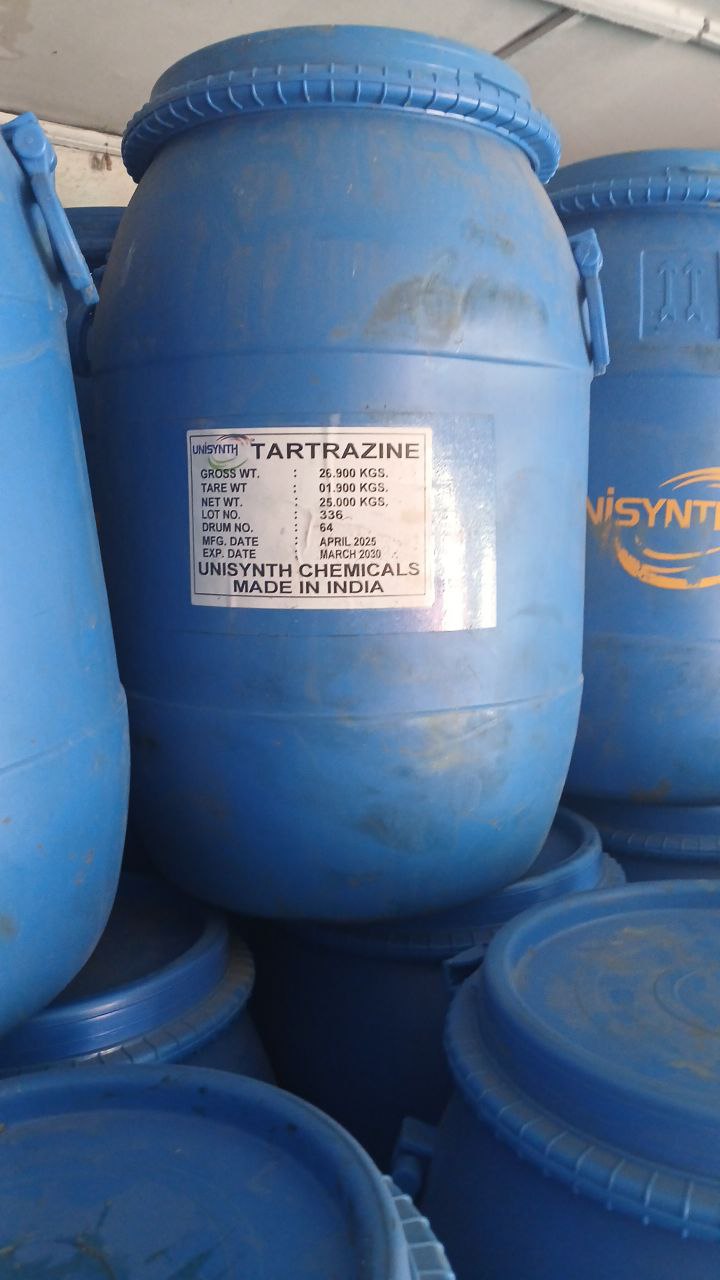 UNiSYNTH TARTRAZINE
GROSS WT. : 26.900 KGS.
TARE WT : 01.900 KGS.
NET WT. : 25.000 KGS.
LOT NO. : 336
DRUM NO. : 64
MFG. DATE : APRIL 2025
EXP. DATE : MARCH 2030
UNISYNTH CHEMICALS
MADE IN INDIA
NiSYNTH